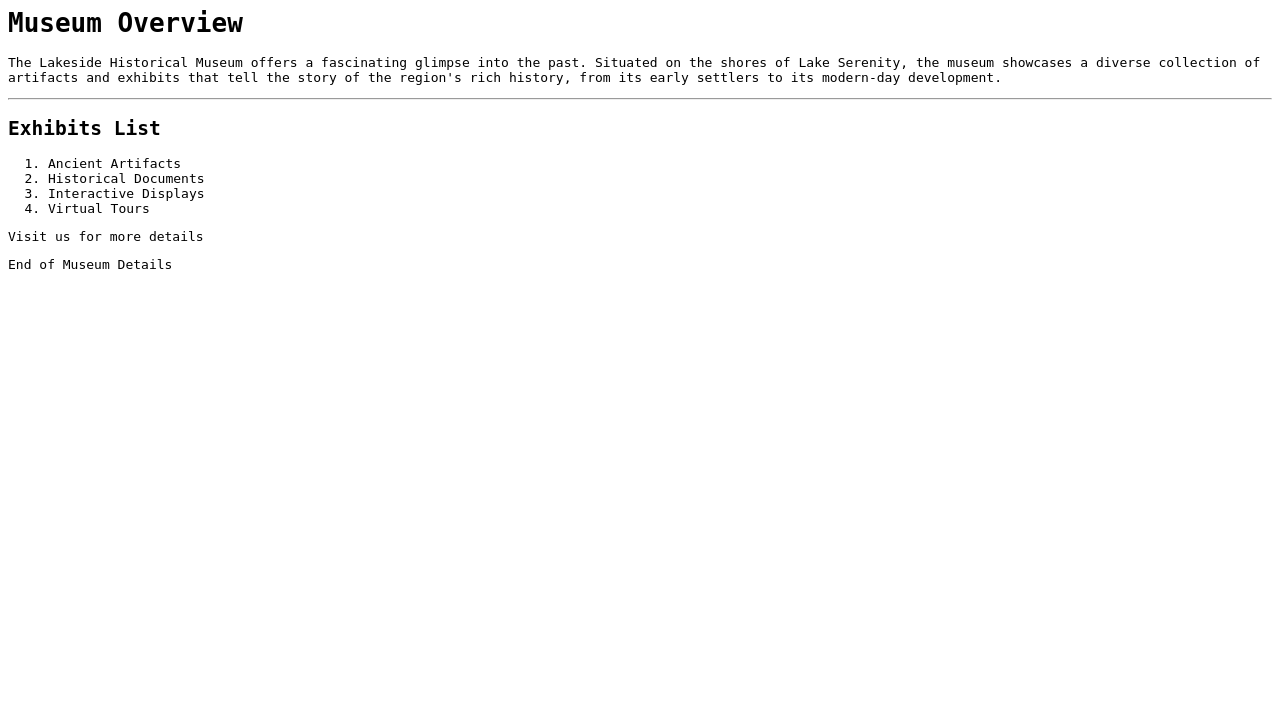 Museum Overview
The Lakeside Historical Museum offers a fascinating glimpse into the past. Situated on the shores of Lake Serenity, the museum showcases a diverse collection of
artifacts and exhibits that tell the story of the region's rich history, from its early settlers to its modern-day development.
Exhibits List
1. Ancient Artifacts
2. Historical Documents
3. Interactive Displays
4. Virtual Tours
Visit us for more details
End of Museum Details